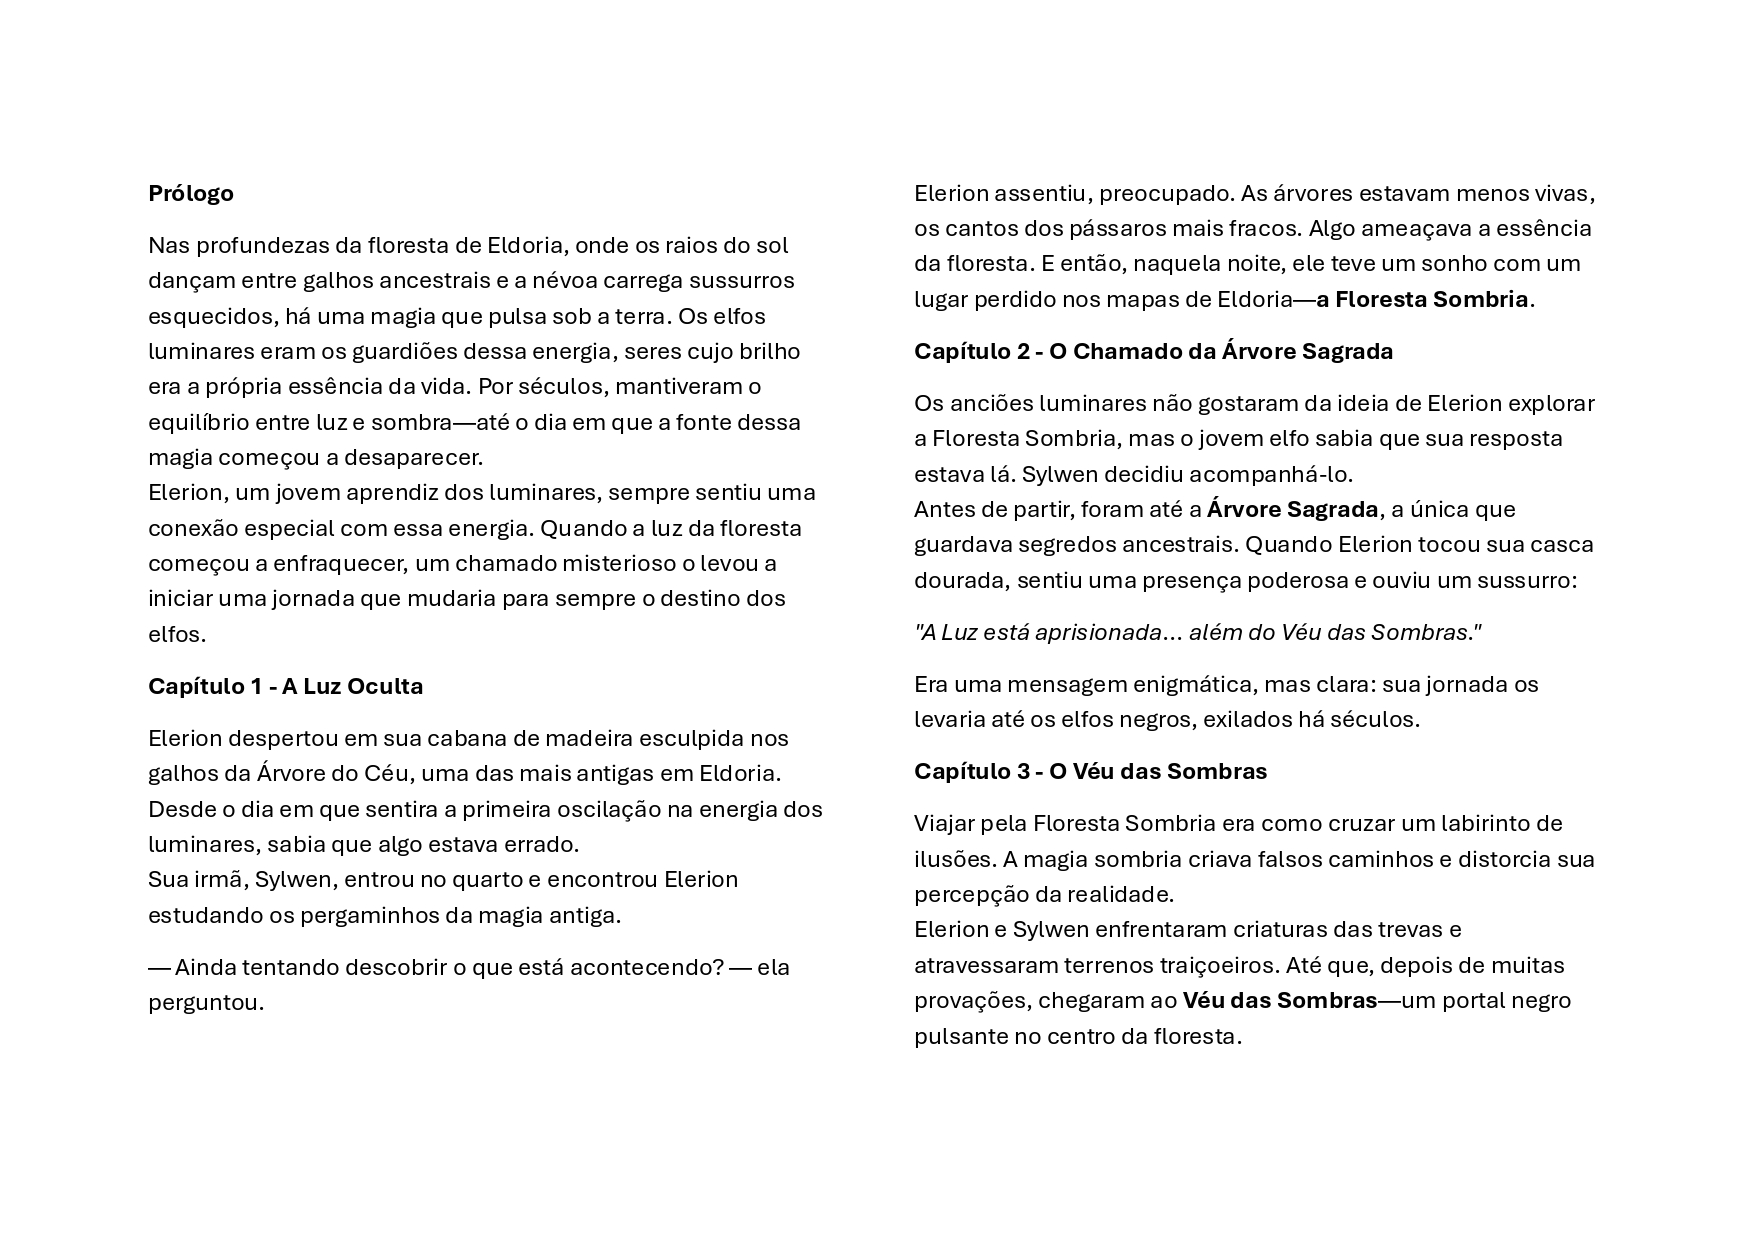 Prólogo
Nas profundezas da floresta de Eldoria, onde os raios do sol
dançam entre galhos ancestrais e a névoa carrega sussurros
esquecidos, há uma magia que pulsa sob a terra. Os elfos
luminares eram os guardiões dessa energia, seres cujo brilho
era a própria essência da vida. Por séculos, mantiveram o
equilíbrio entre luz e sombra—até o dia em que a fonte dessa
magia começou a desaparecer.
Elerion, um jovem aprendiz dos luminares, sempre sentiu uma
conexão especial com essa energia. Quando a luz da floresta
começou a enfraquecer, um chamado misterioso o levou a
iniciar uma jornada que mudaria para sempre o destino dos
elfos.
Capítulo 1 - A Luz Oculta
Elerion despertou em sua cabana de madeira esculpida nos
galhos da Árvore do Céu, uma das mais antigas em Eldoria.
Desde o dia em que sentira a primeira oscilação na energia dos
luminares, sabia que algo estava errado.
Sua irmã, Sylwen, entrou no quarto e encontrou Elerion
estudando os pergaminhos da magia antiga.
— Ainda tentando descobrir o que está acontecendo? — ela
perguntou.
Elerion assentiu, preocupado. As árvores estavam menos vivas,
os cantos dos pássaros mais fracos. Algo ameaçava a essência
da floresta. E então, naquela noite, ele teve um sonho com um
lugar perdido nos mapas de Eldoria—a Floresta Sombria.
Capítulo 2 - O Chamado da Árvore Sagrada
Os anciões luminares não gostaram da ideia de Elerion explorar
a Floresta Sombria, mas o jovem elfo sabia que sua resposta
estava lá. Sylwen decidiu acompanhá-lo.
Antes de partir, foram até a Árvore Sagrada, a única que
guardava segredos ancestrais. Quando Elerion tocou sua casca
dourada, sentiu uma presença poderosa e ouviu um sussurro:
"A Luz está aprisionada... além do Véu das Sombras."
Era uma mensagem enigmática, mas clara: sua jornada os
levaria até os elfos negros, exilados há séculos.
Capítulo 3 - O Véu das Sombras
Viajar pela Floresta Sombria era como cruzar um labirinto de
ilusões. A magia sombria criava falsos caminhos e distorcia sua
percepção da realidade.
Elerion e Sylwen enfrentaram criaturas das trevas e
atravessaram terrenos traiçoeiros. Até que, depois de muitas
provações, chegaram ao Véu das Sombras—um portal negro
pulsante no centro da floresta.